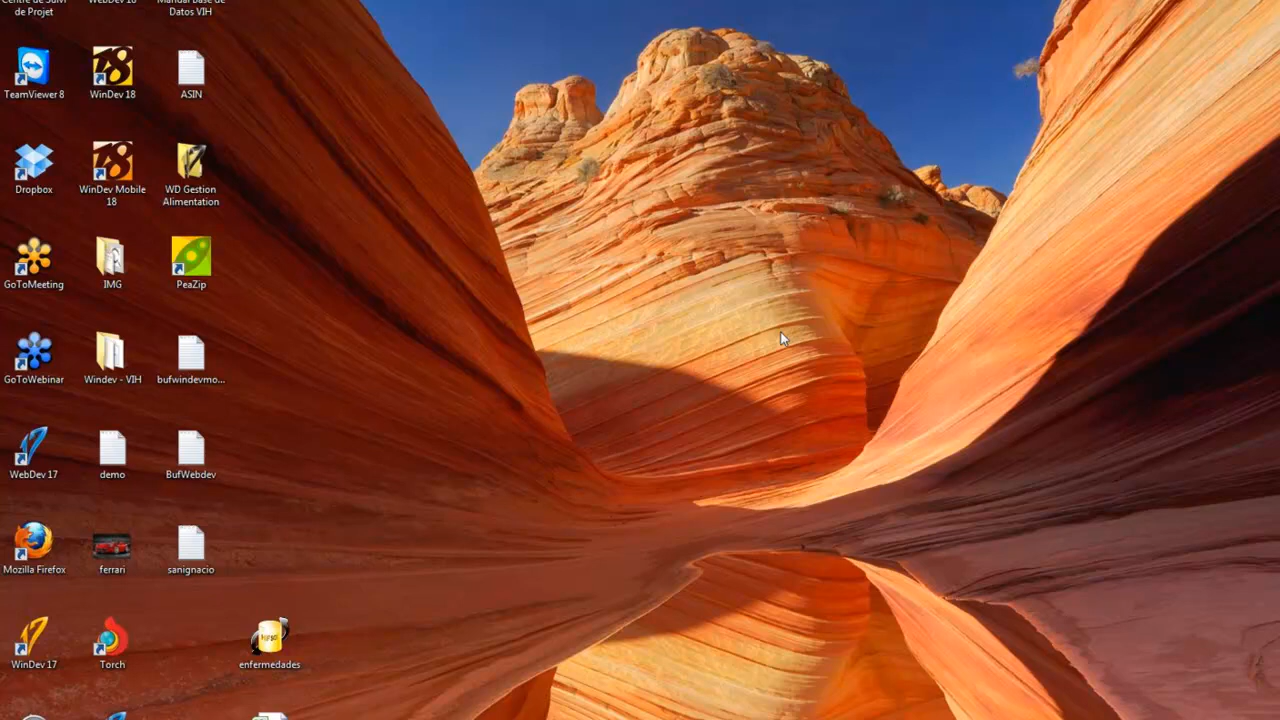 Centre de Suivi
de Projet
WebDev 18
Manual Base de
Datos VIH
TeamViewer 8
WinDev 18
ASIN
Dropbox
WinDev Mobile
18
WD Gestion
Alimentation
GoToMeeting
IMG
PeaZip
GoToWebinar
Windev - VIH
bufwindevmo...
WebDev 17
demo
BufWebdev
Mozilla Firefox
ferrari
sanignacio
WinDev 17
Torch
enfermedades